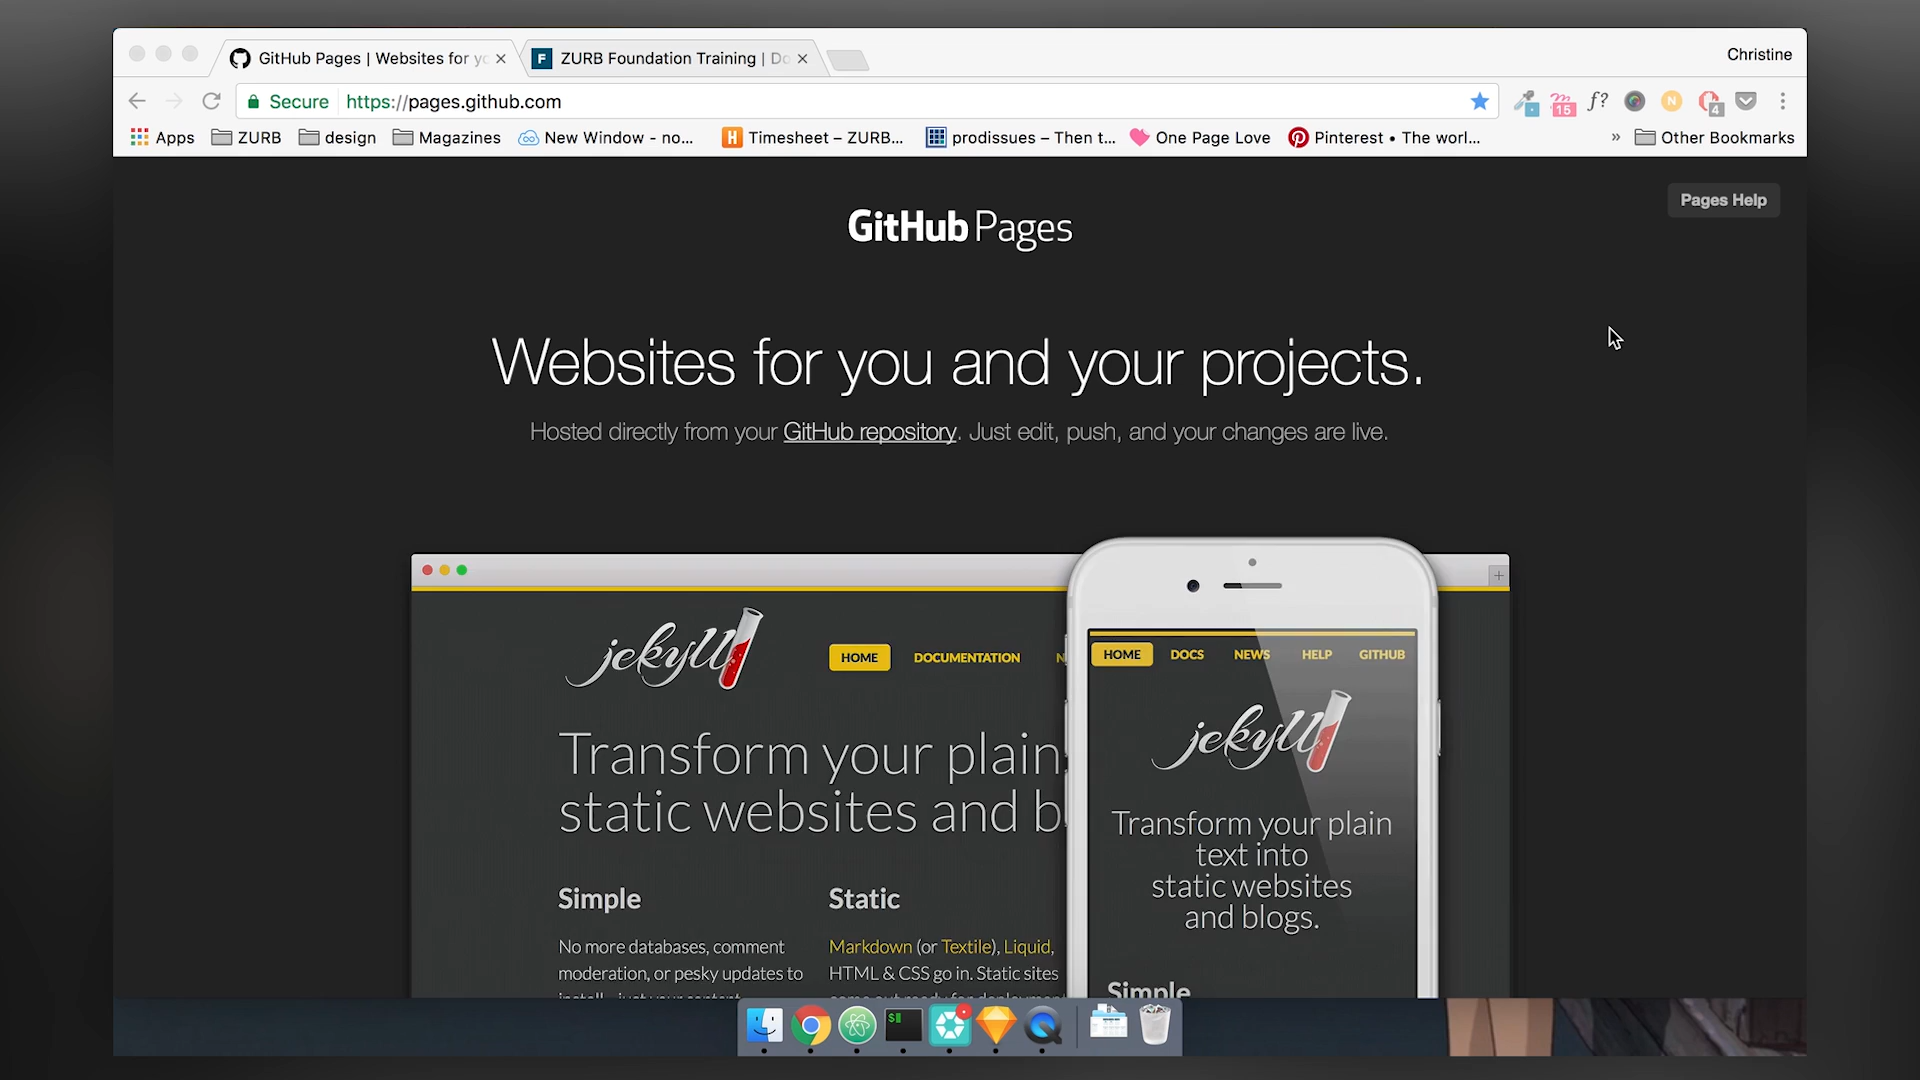 GitHub Pages | Websites for yo
ZURB Foundation Training | Do
Christine
Secure https://pages.github.com
15 f? N 4
Apps ZURB design Magazines New Window - no... H Timesheet – ZURB... prodissues – Then t... One Page Love Pinterest • The worl... » Other Bookmarks
Pages Help
GitHub Pages
Websites for you and your projects.
Hosted directly from your GitHub repository. Just edit, push, and your changes are live.
jekyll
HOME DOCUMENTATION N
Transform your plain
static websites and b
Simple
No more databases, comment
moderation, or pesky updates to
Static
Markdown (or Textile), Liquid,
HTML & CSS go in. Static sites
HOME DOCS NEWS HELP GITHUB
jekyll
Transform your plain
text into
static websites
and blogs.
Simple
$